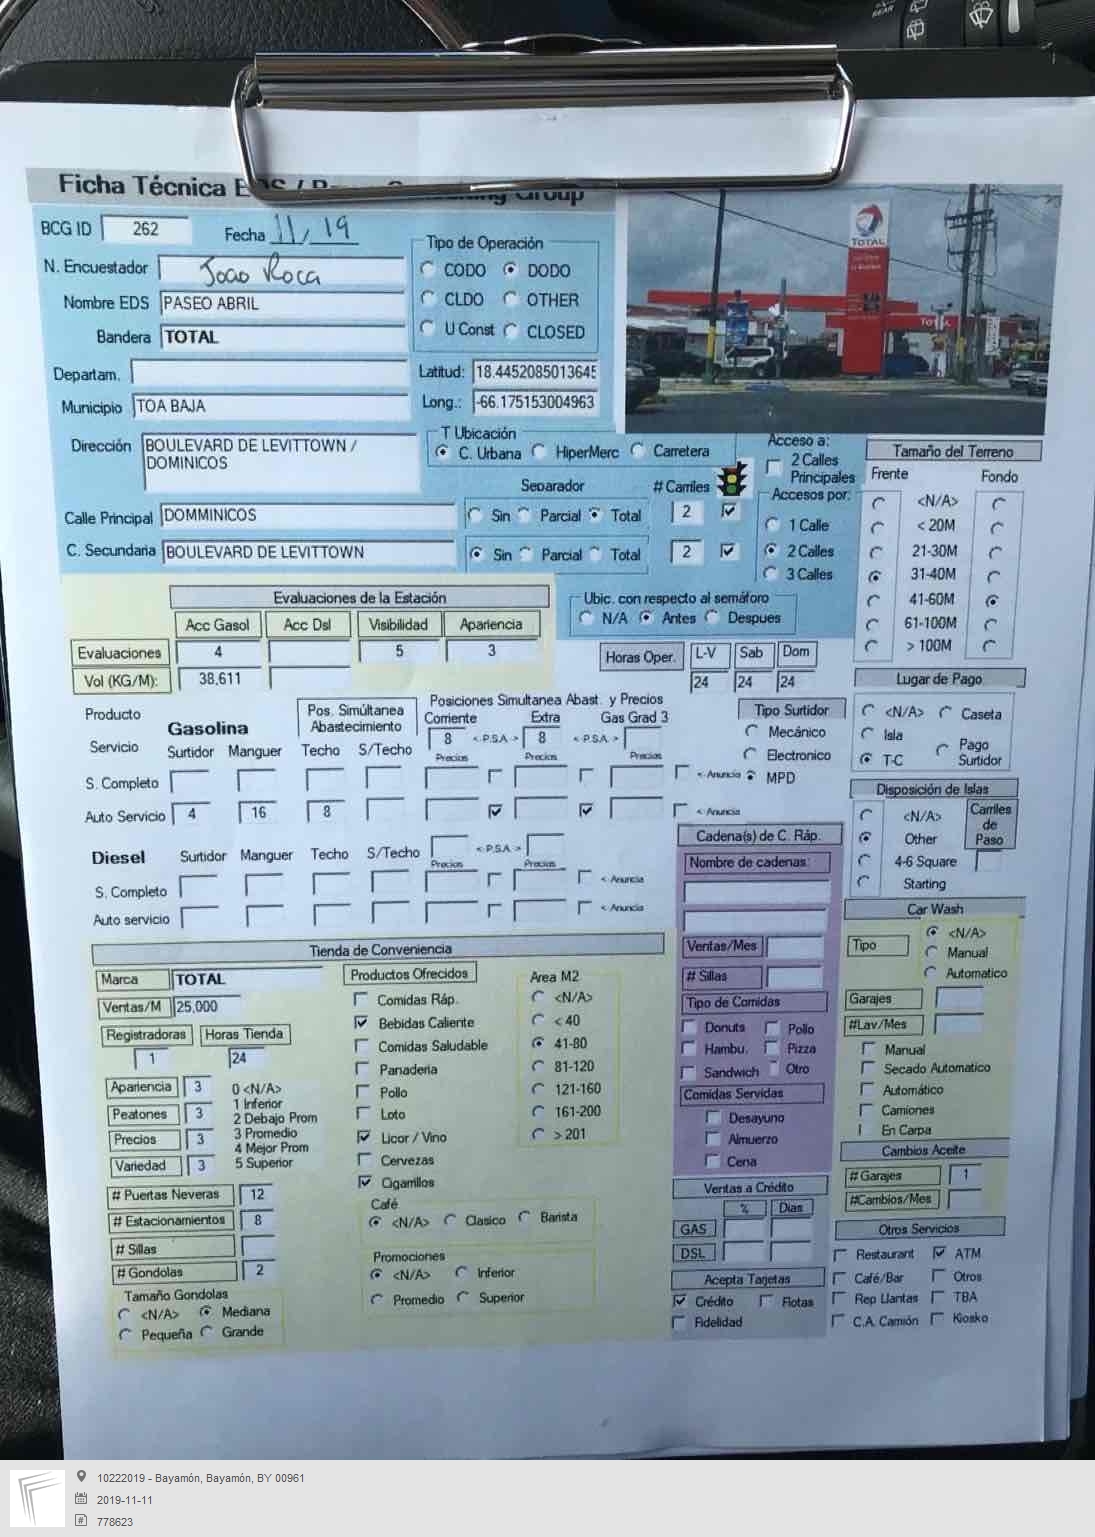 Ficha Técnica EDS / B Consulting Group
BCG ID 262 Fecha 11/19
N. Encuestador Joao Roca
Nombre EDS PASEO ABRIL
Bandera TOTAL
Departam.
Municipio TOA BAJA
Dirección BOULEVARD DE LEVITTOWN /
DOMINICOS
Calle Principal DOMMINICOS
C. Secundaria BOULEVARD DE LEVITTOWN
Tipo de Operación
CODO DODO
CLDO OTHER
U Const CLOSED
Latitud: 18.4452085013645
Long.: -66.175153004963
TOTAL
T Ubicación
C. Urbana HiperMerc Carretera
Separador # Carriles
Sin Parcial Total 2
Sin Parcial Total 2
Acceso a:
2 Calles
Principales
Accesos por:
1 Calle
2 Calles
3 Calles
Ubic. con respecto al semáforo
N/A Antes Despues
Tamaño del Terreno
Frente Fondo
<N/A>
< 20M
21-30M
31-40M
41-60M
61-100M
> 100M
Evaluaciones de la Estación
Acc Gasol Acc Dsl Visibilidad Apariencia
Evaluaciones 4 5 3
Vol (KG/M): 38,611
Horas Oper. L-V Sab Dom
24 24 24
Lugar de Pago
<N/A> Caseta
Isla
T-C Pago
Surtidor
Producto Gasolina
Pos. Simúltanea
Abastecimiento
Posiciones Simultanea Abast. y Precios
Corriente Extra Gas Grad 3
8 <-P.S.A-> 8 <-P.S.A->
Servicio Surtidor Manguer Techo S/Techo Precios Precios Precios
S. Completo <- Anuncia
Auto Servicio 4 16 8 <- Anuncia
Tipo Surtidor
Mecánico
Electronico
MPD
Disposición de Islas
<N/A>
Other
4-6 Square
Starting
Carriles
de
Paso
Diesel Surtidor Manguer Techo S/Techo <-P.S.A->
Precios Precios
S. Completo <- Anuncia
Auto servicio <- Anuncia
Cadena(s) de C. Ráp.
Nombre de cadenas:
Ventas/Mes
# Sillas
Tipo de Comidas
Donuts Pollo
Hambu. Pizza
Sandwich Otro
Comidas Servidas
Desayuno
Almuerzo
Cena
Ventas a Crédito
% Dias
GAS
DSL
Acepta Tarjetas
Crédito Flotas
Fidelidad
Car Wash
Tipo <N/A>
Manual
Automatico
Garajes
#Lav/Mes
Manual
Secado Automatico
Automático
Camiones
En Carpa
Cambios Aceite
# Garajes 1
#Cambios/Mes
Otros Servicios
Restaurant ATM
Café/Bar Otros
Rep Llantas TBA
C.A. Camión Kiosko
Tienda de Conveniencia
Marca TOTAL
Ventas/M 25,000
Registradoras Horas Tienda
1 24
Apariencia 3
Peatones 3
Precios 3
Variedad 3
0 <N/A>
1 Inferior
2 Debajo Prom
3 Promedio
4 Mejor Prom
5 Superior
# Puertas Neveras 12
# Estacionamientos 8
# Sillas
# Gondolas 2
Tamaño Gondolas
<N/A> Mediana
Pequeña Grande
Productos Ofrecidos
Comidas Ráp.
Bebidas Caliente
Comidas Saludable
Panaderia
Pollo
Loto
Licor / Vino
Cervezas
Cigarrillos
Area M2
<N/A>
< 40
41-80
81-120
121-160
161-200
> 201
Café
<N/A> Clasico Barista
Promociones
<N/A> Inferior
Promedio Superior
10222019 - Bayamón, Bayamón, BY 00961
2019-11-11
778623